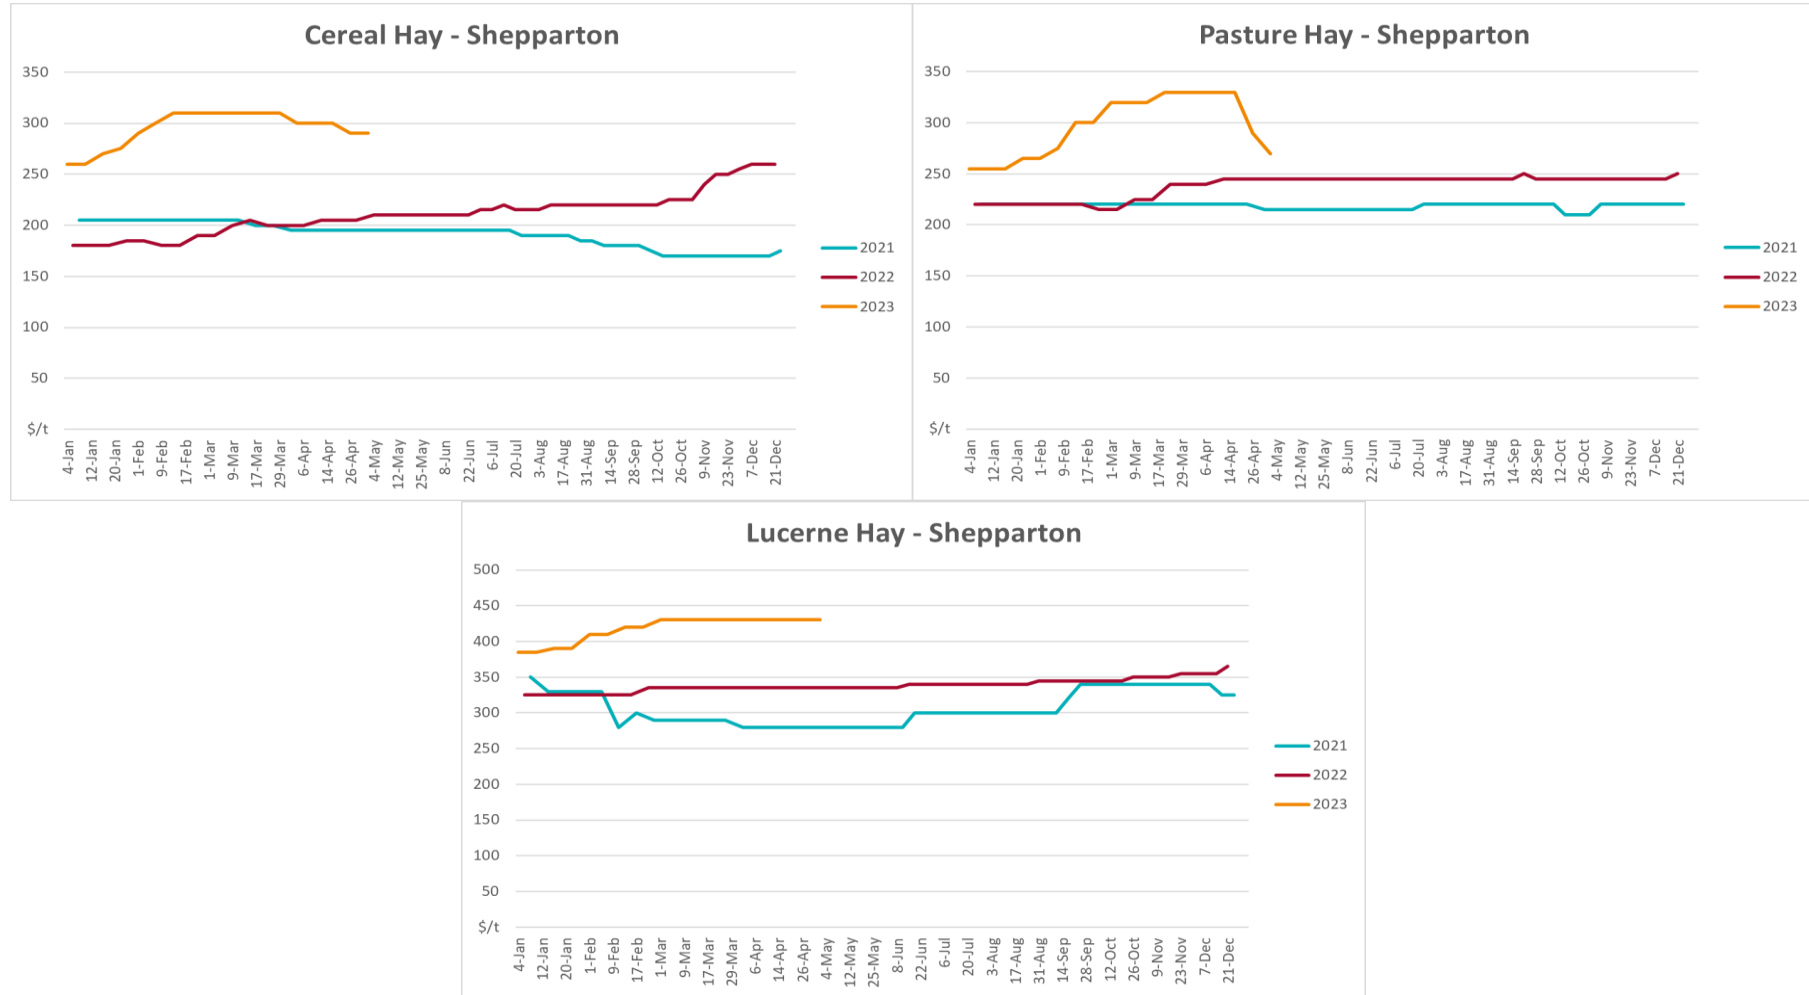 Cereal Hay - Shepparton
350
300
250
200
150
100
50
$/t
4-Jan
12-Jan
20-Jan
1-Feb
9-Feb
17-Feb
1-Mar
9-Mar
17-Mar
29-Mar
6-Apr
14-Apr
26-Apr
4-May
12-May
25-May
8-Jun
22-Jun
6-Jul
20-Jul
3-Aug
17-Aug
31-Aug
14-Sep
28-Sep
12-Oct
26-Oct
9-Nov
23-Nov
7-Dec
21-Dec
2021
2022
2023
Pasture Hay - Shepparton
350
300
250
200
150
100
50
$/t
4-Jan
12-Jan
20-Jan
1-Feb
9-Feb
17-Feb
1-Mar
9-Mar
17-Mar
29-Mar
6-Apr
14-Apr
26-Apr
4-May
12-May
25-May
8-Jun
22-Jun
6-Jul
20-Jul
3-Aug
17-Aug
31-Aug
14-Sep
28-Sep
12-Oct
26-Oct
9-Nov
23-Nov
7-Dec
21-Dec
2021
2022
2023
Lucerne Hay - Shepparton
500
450
400
350
300
250
200
150
100
50
$/t
4-Jan
12-Jan
20-Jan
1-Feb
9-Feb
17-Feb
1-Mar
9-Mar
17-Mar
29-Mar
6-Apr
14-Apr
26-Apr
4-May
12-May
25-May
8-Jun
22-Jun
6-Jul
20-Jul
3-Aug
17-Aug
31-Aug
14-Sep
28-Sep
12-Oct
26-Oct
9-Nov
23-Nov
7-Dec
21-Dec
2021
2022
2023